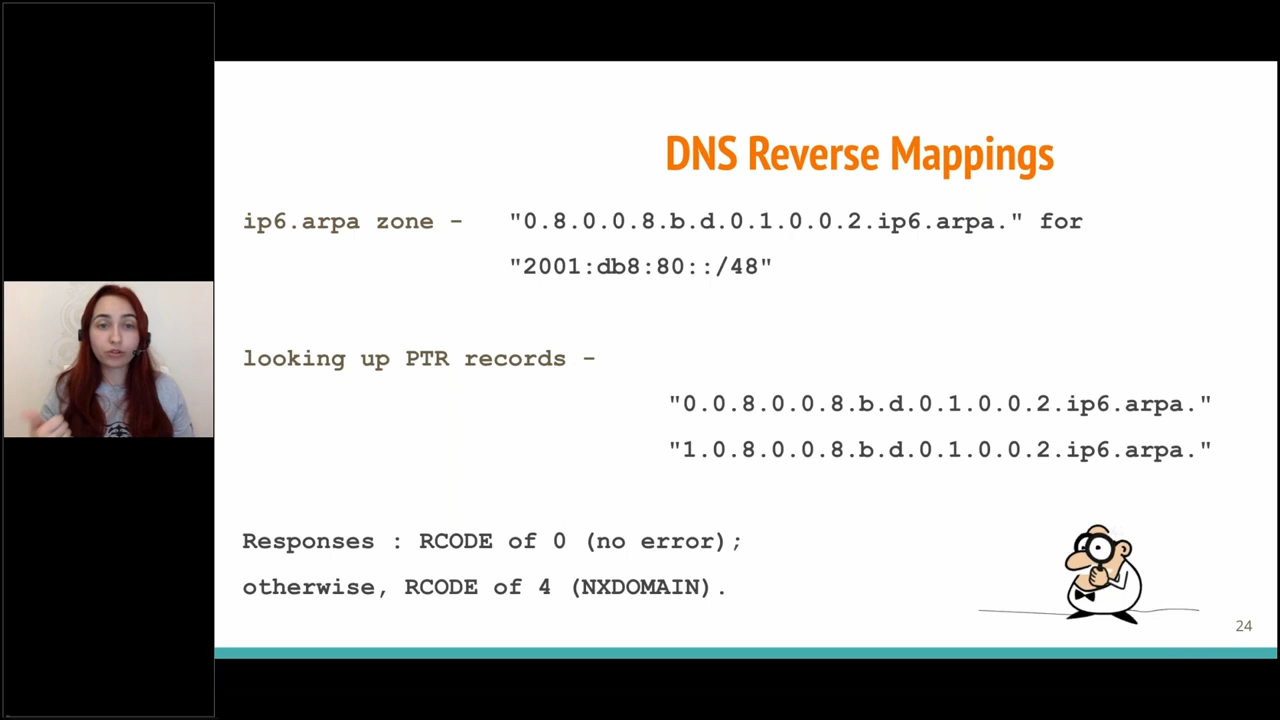 DNS Reverse Mappings
ip6.arpa zone - "0.8.0.0.8.b.d.0.1.0.0.2.ip6.arpa." for
"2001:db8:80::/48"
looking up PTR records -
"0.0.8.0.0.8.b.d.0.1.0.0.2.ip6.arpa."
"1.0.8.0.0.8.b.d.0.1.0.0.2.ip6.arpa."
Responses : RCODE of 0 (no error);
otherwise, RCODE of 4 (NXDOMAIN).
24